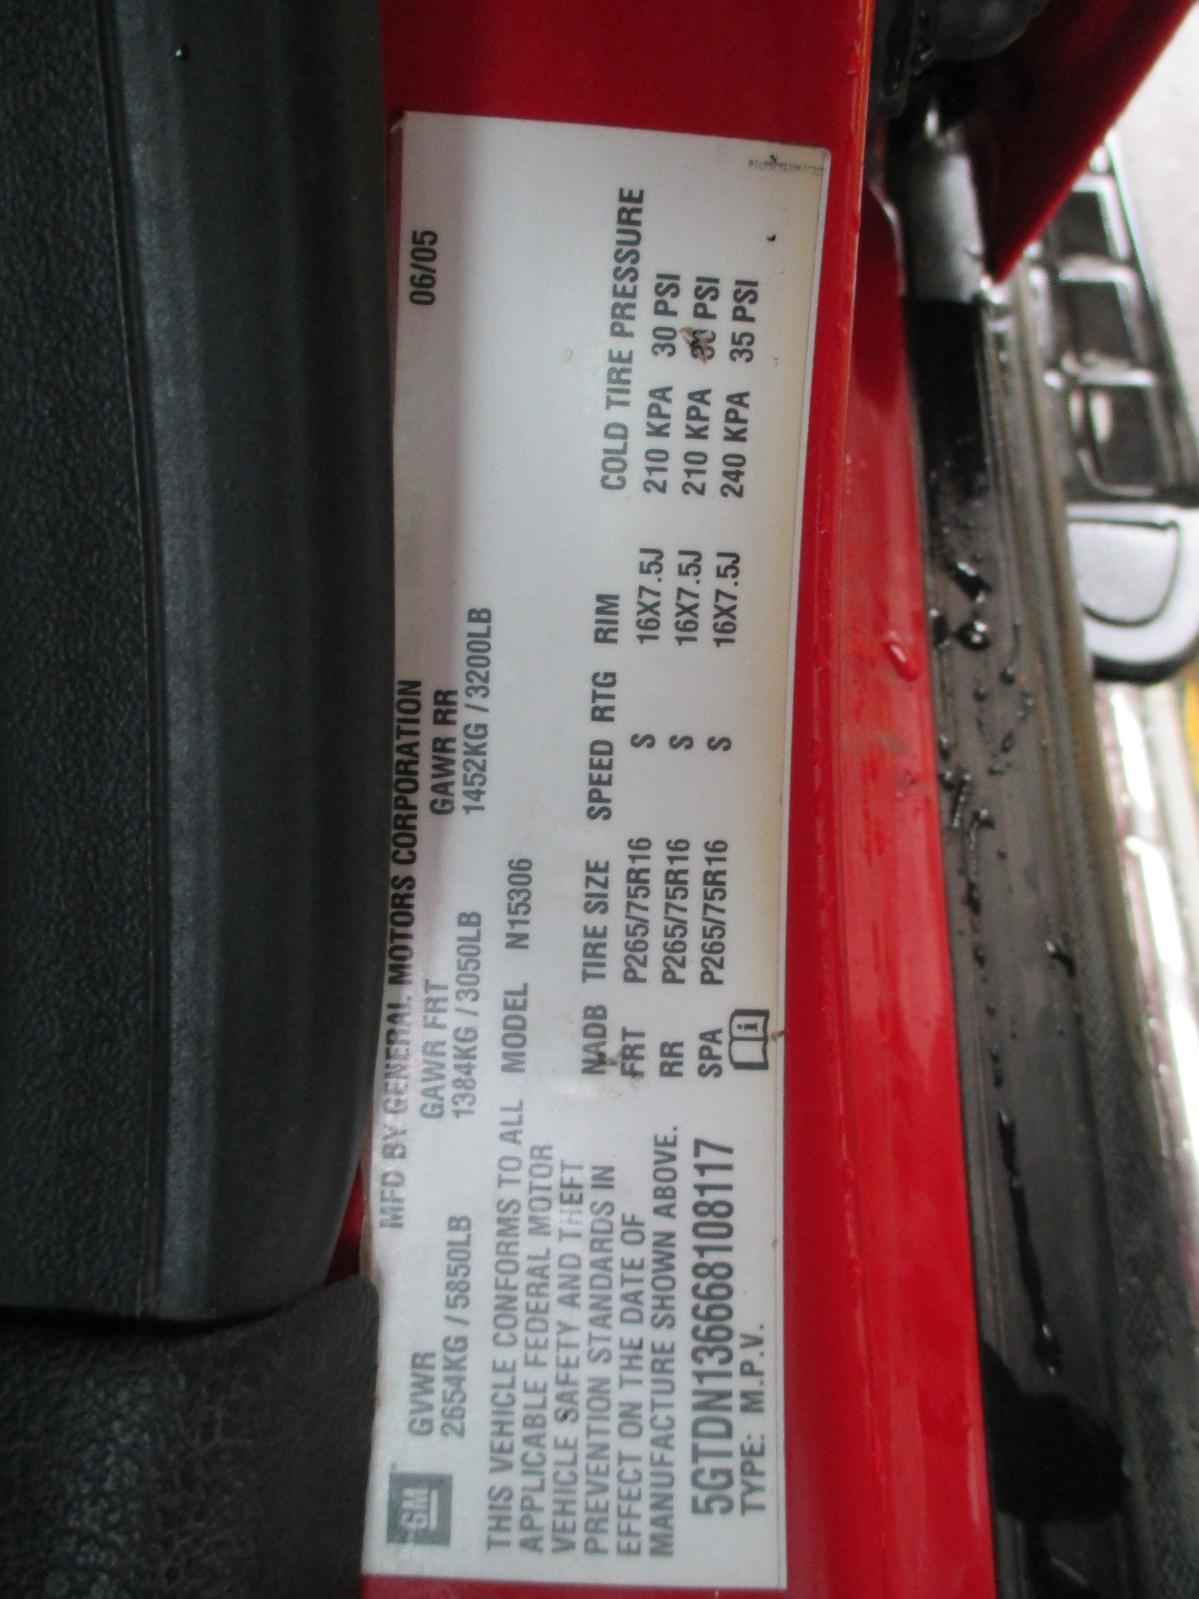 MFD BY GENERAL MOTORS CORPORATION 06/05
GM
GVWR GAWR FRT GAWR RR
2654KG / 5850LB 1384KG / 3050LB 1452KG / 3200LB
THIS VEHICLE CONFORMS TO ALL
APPLICABLE FEDERAL MOTOR
VEHICLE SAFETY AND THEFT
PREVENTION STANDARDS IN
EFFECT ON THE DATE OF
MANUFACTURE SHOWN ABOVE.
5GTDN136668108117
TYPE: M.P.V.
MODEL N15306
NADB TIRE SIZE SPEED RTG RIM COLD TIRE PRESSURE
FRT P265/75R16 S 16X7.5J 210 KPA 30 PSI
RR P265/75R16 S 16X7.5J 210 KPA 30 PSI
SPA P265/75R16 S 16X7.5J 240 KPA 35 PSI